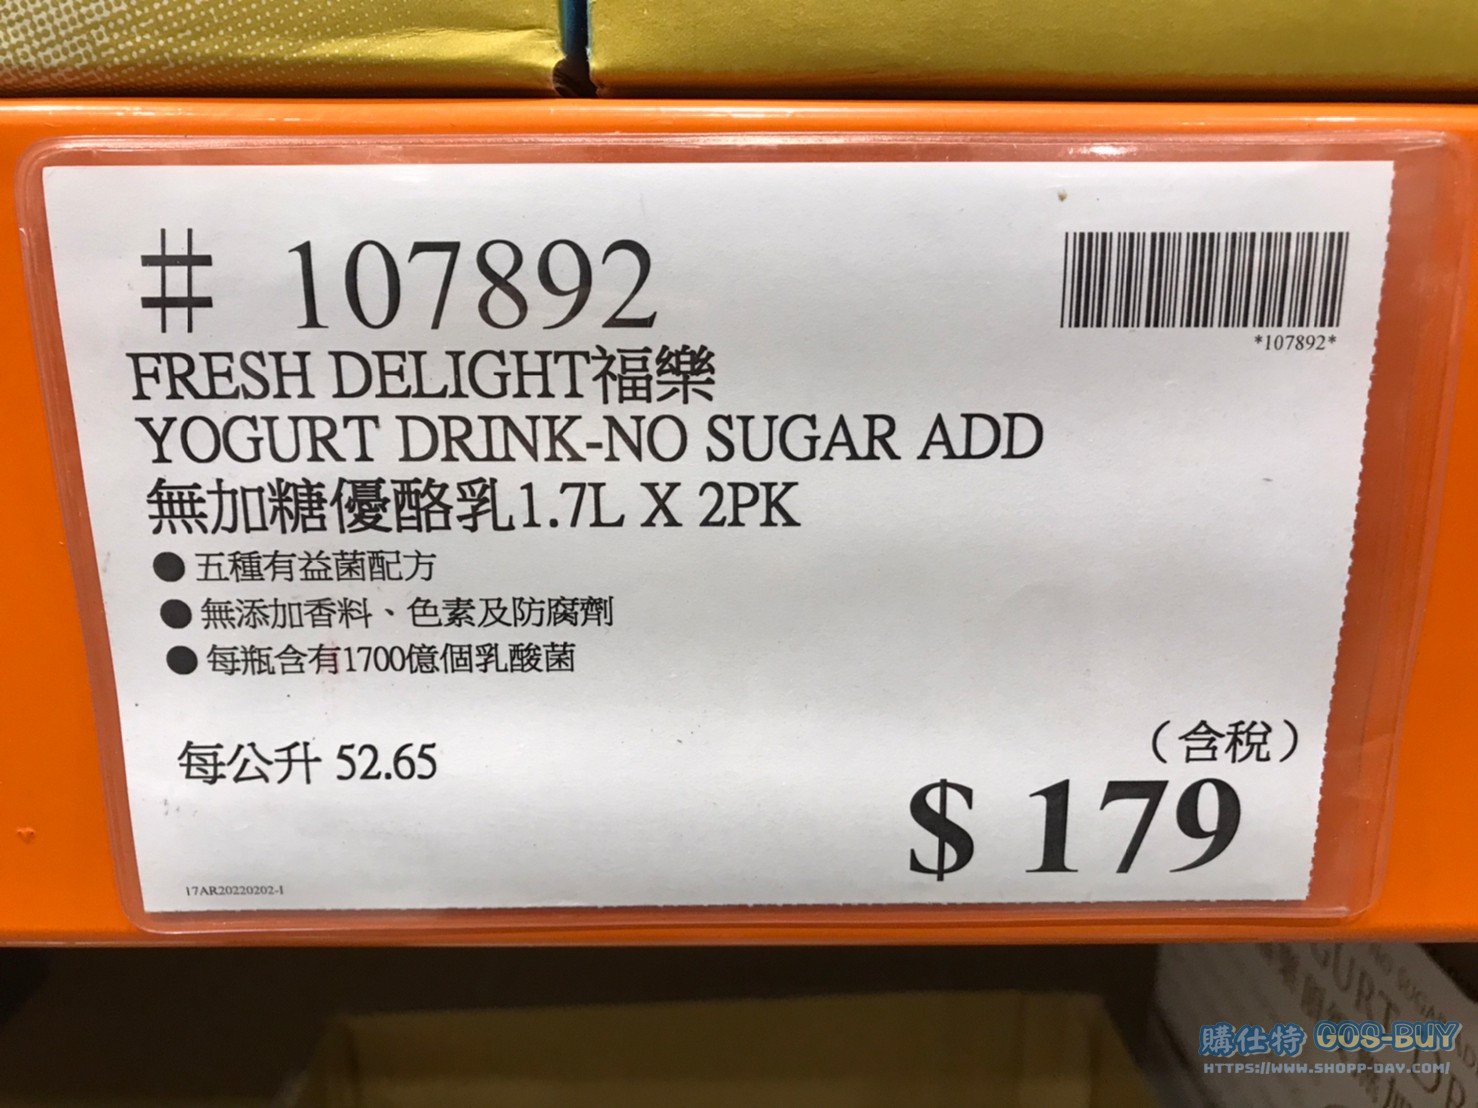 # 107892
*107892*
FRESH DELIGHT福樂
YOGURT DRINK-NO SUGAR ADD
無加糖優酪乳1.7L X 2PK
● 五種有益菌配方
● 無添加香料、色素及防腐劑
● 每瓶含有1700億個乳酸菌
每公升 52.65
(含稅)
$ 179
17AR20220202-1
購仕特 GOS-BUY
HTTPS://WWW.SHOPP-DAY.COM/